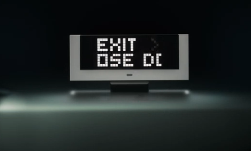 EXIT >
OSE D(